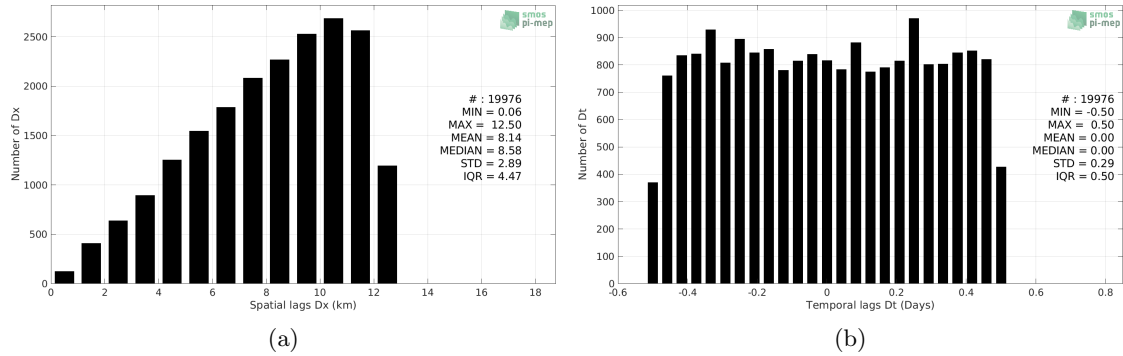 smos
pi-mep
2500
2000
1500
1000
500
0
Number of Dx
# : 19976
MIN = 0.06
MAX = 12.50
MEAN = 8.14
MEDIAN = 8.58
STD = 2.89
IQR = 4.47
0 2 4 6 8 10 12 14 16 18
Spatial lags Dx (km)
(a)
smos
pi-mep
1000
900
800
700
600
500
400
300
200
100
0
Number of Dt
# : 19976
MIN = -0.50
MAX = 0.50
MEAN = 0.00
MEDIAN = 0.00
STD = 0.29
IQR = 0.50
-0.6 -0.4 -0.2 0 0.2 0.4 0.6 0.8
Temporal lags Dt (Days)
(b)